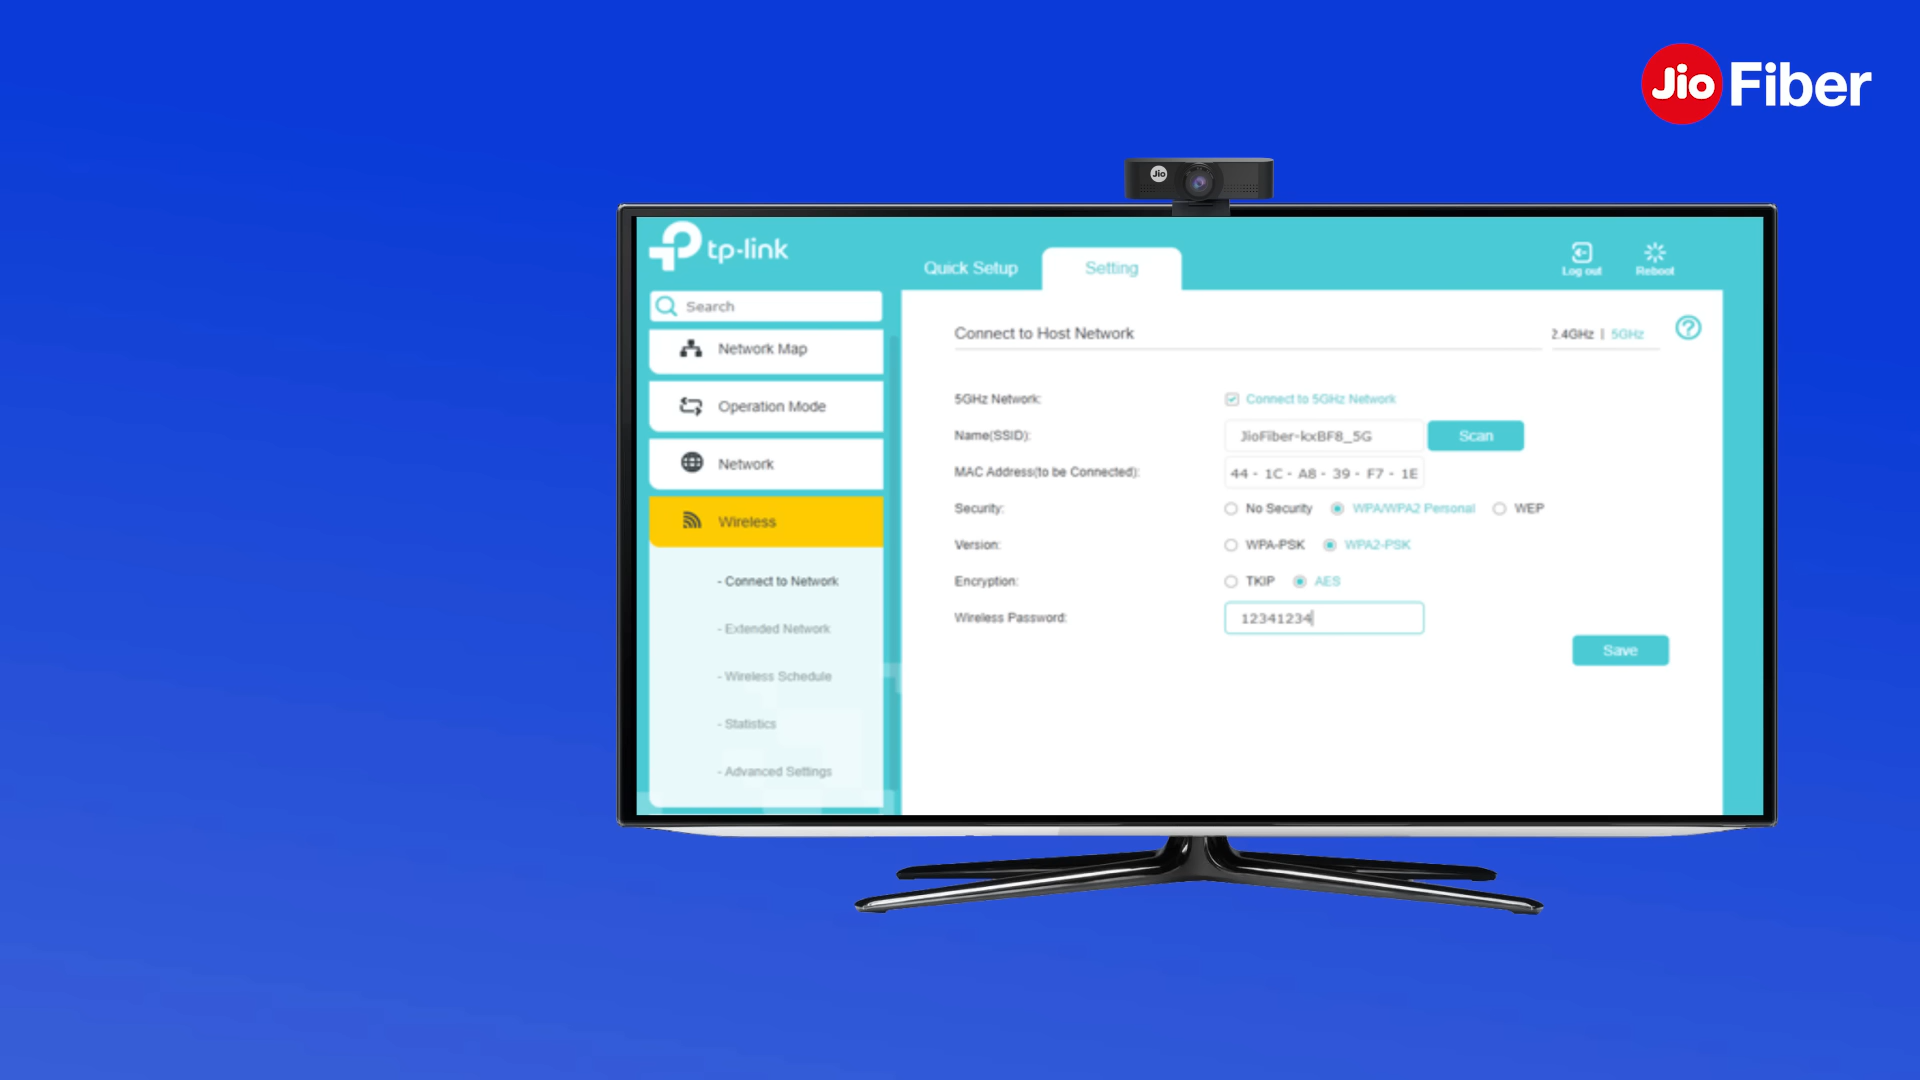 Jio Fiber
Jio
tp-link
Quick Setup
Setting
Log out
Reboot
Search
Network Map
Operation Mode
Network
Wireless
- Connect to Network
- Extended Network
- Wireless Schedule
- Statistics
- Advanced Settings
Connect to Host Network
2.4GHz | 5GHz
?
5GHz Network: Connect to 5GHz Network
Name(SSID): JioFiber-kxBF8_5G Scan
MAC Address(to be Connected): 44 - 1C - A8 - 39 - F7 - 1E
Security: No Security WPA/WPA2 Personal WEP
Version: WPA-PSK WPA2-PSK
Encryption: TKIP AES
Wireless Password: 12341234
Save